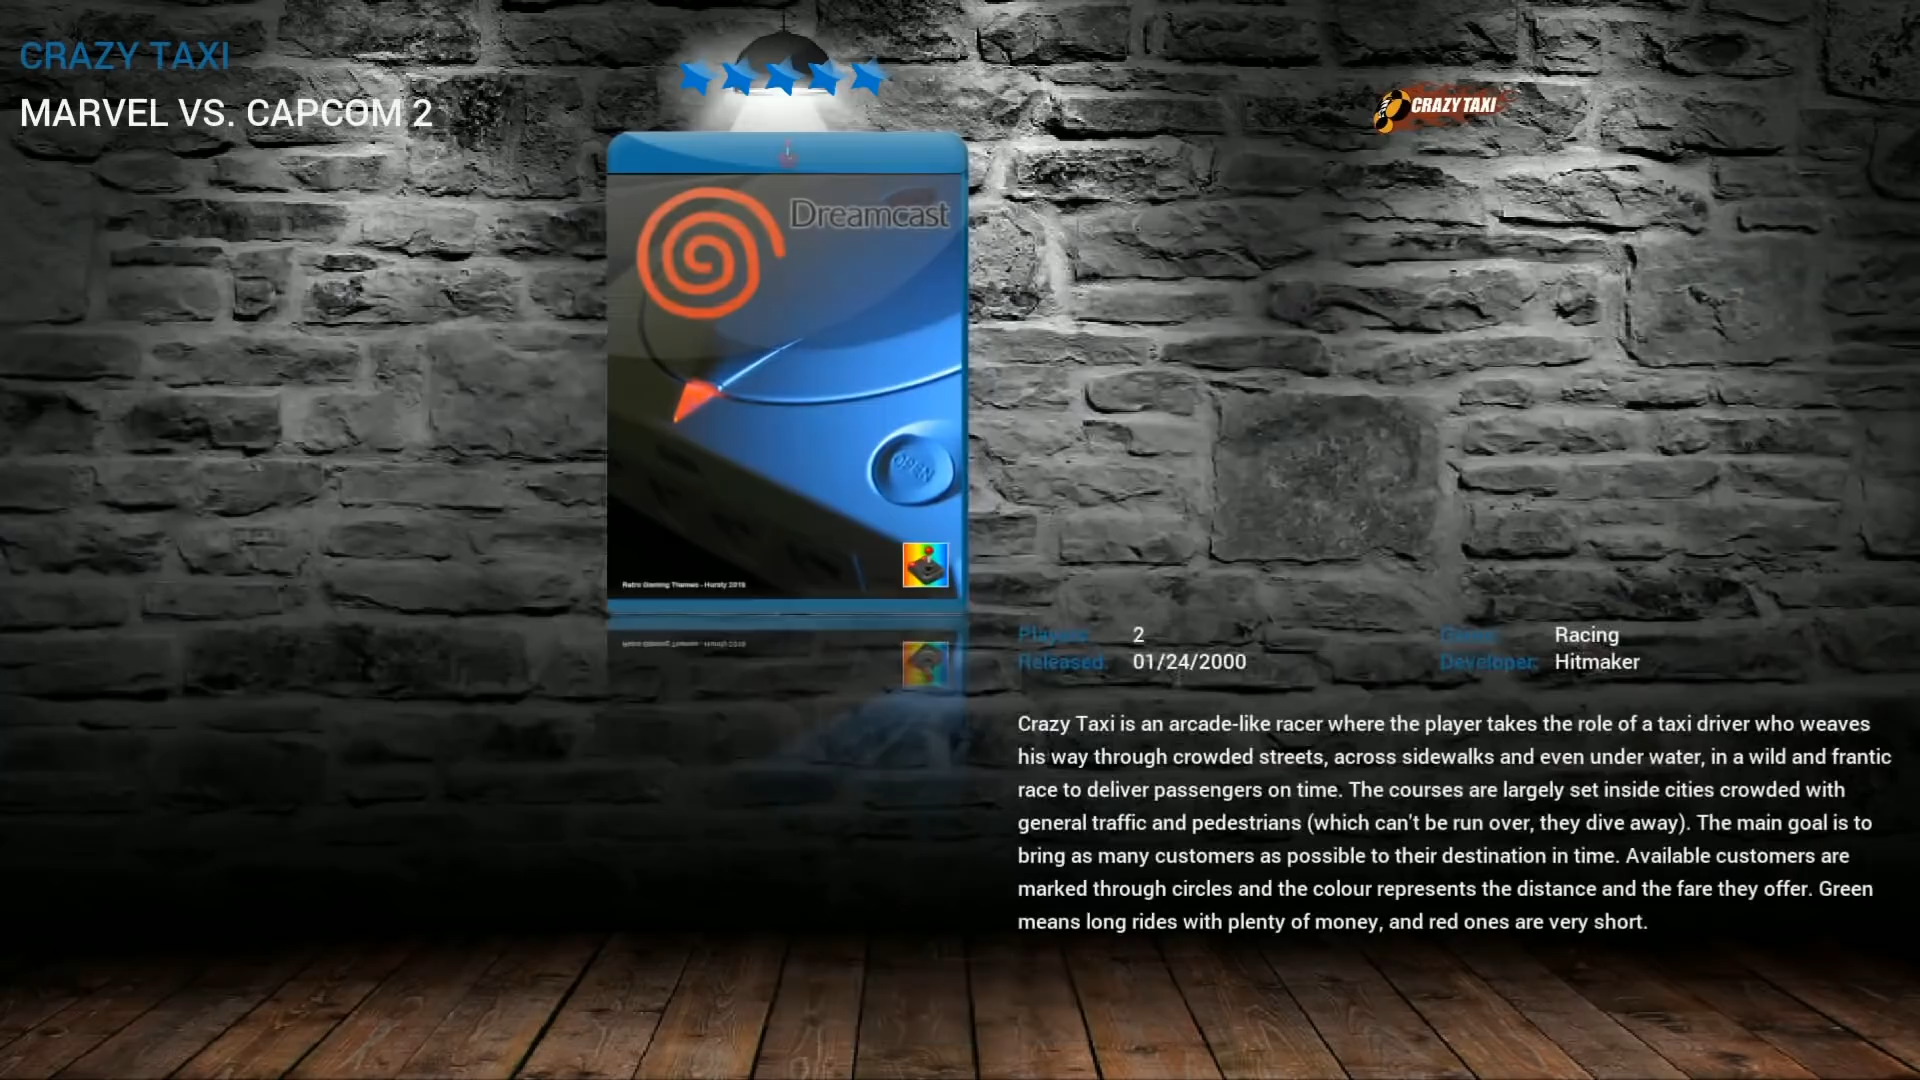 CRAZY TAXI
MARVEL VS. CAPCOM 2
CRAZY TAXI
Dreamcast
OPEN
Retro Gaming Themes - Horsty 2019
Players: 2
Released: 01/24/2000
Genre: Racing
Developer: Hitmaker
Crazy Taxi is an arcade-like racer where the player takes the role of a taxi driver who weaves
his way through crowded streets, across sidewalks and even under water, in a wild and frantic
race to deliver passengers on time. The courses are largely set inside cities crowded with
general traffic and pedestrians (which can't be run over, they dive away). The main goal is to
bring as many customers as possible to their destination in time. Available customers are
marked through circles and the colour represents the distance and the fare they offer. Green
means long rides with plenty of money, and red ones are very short.